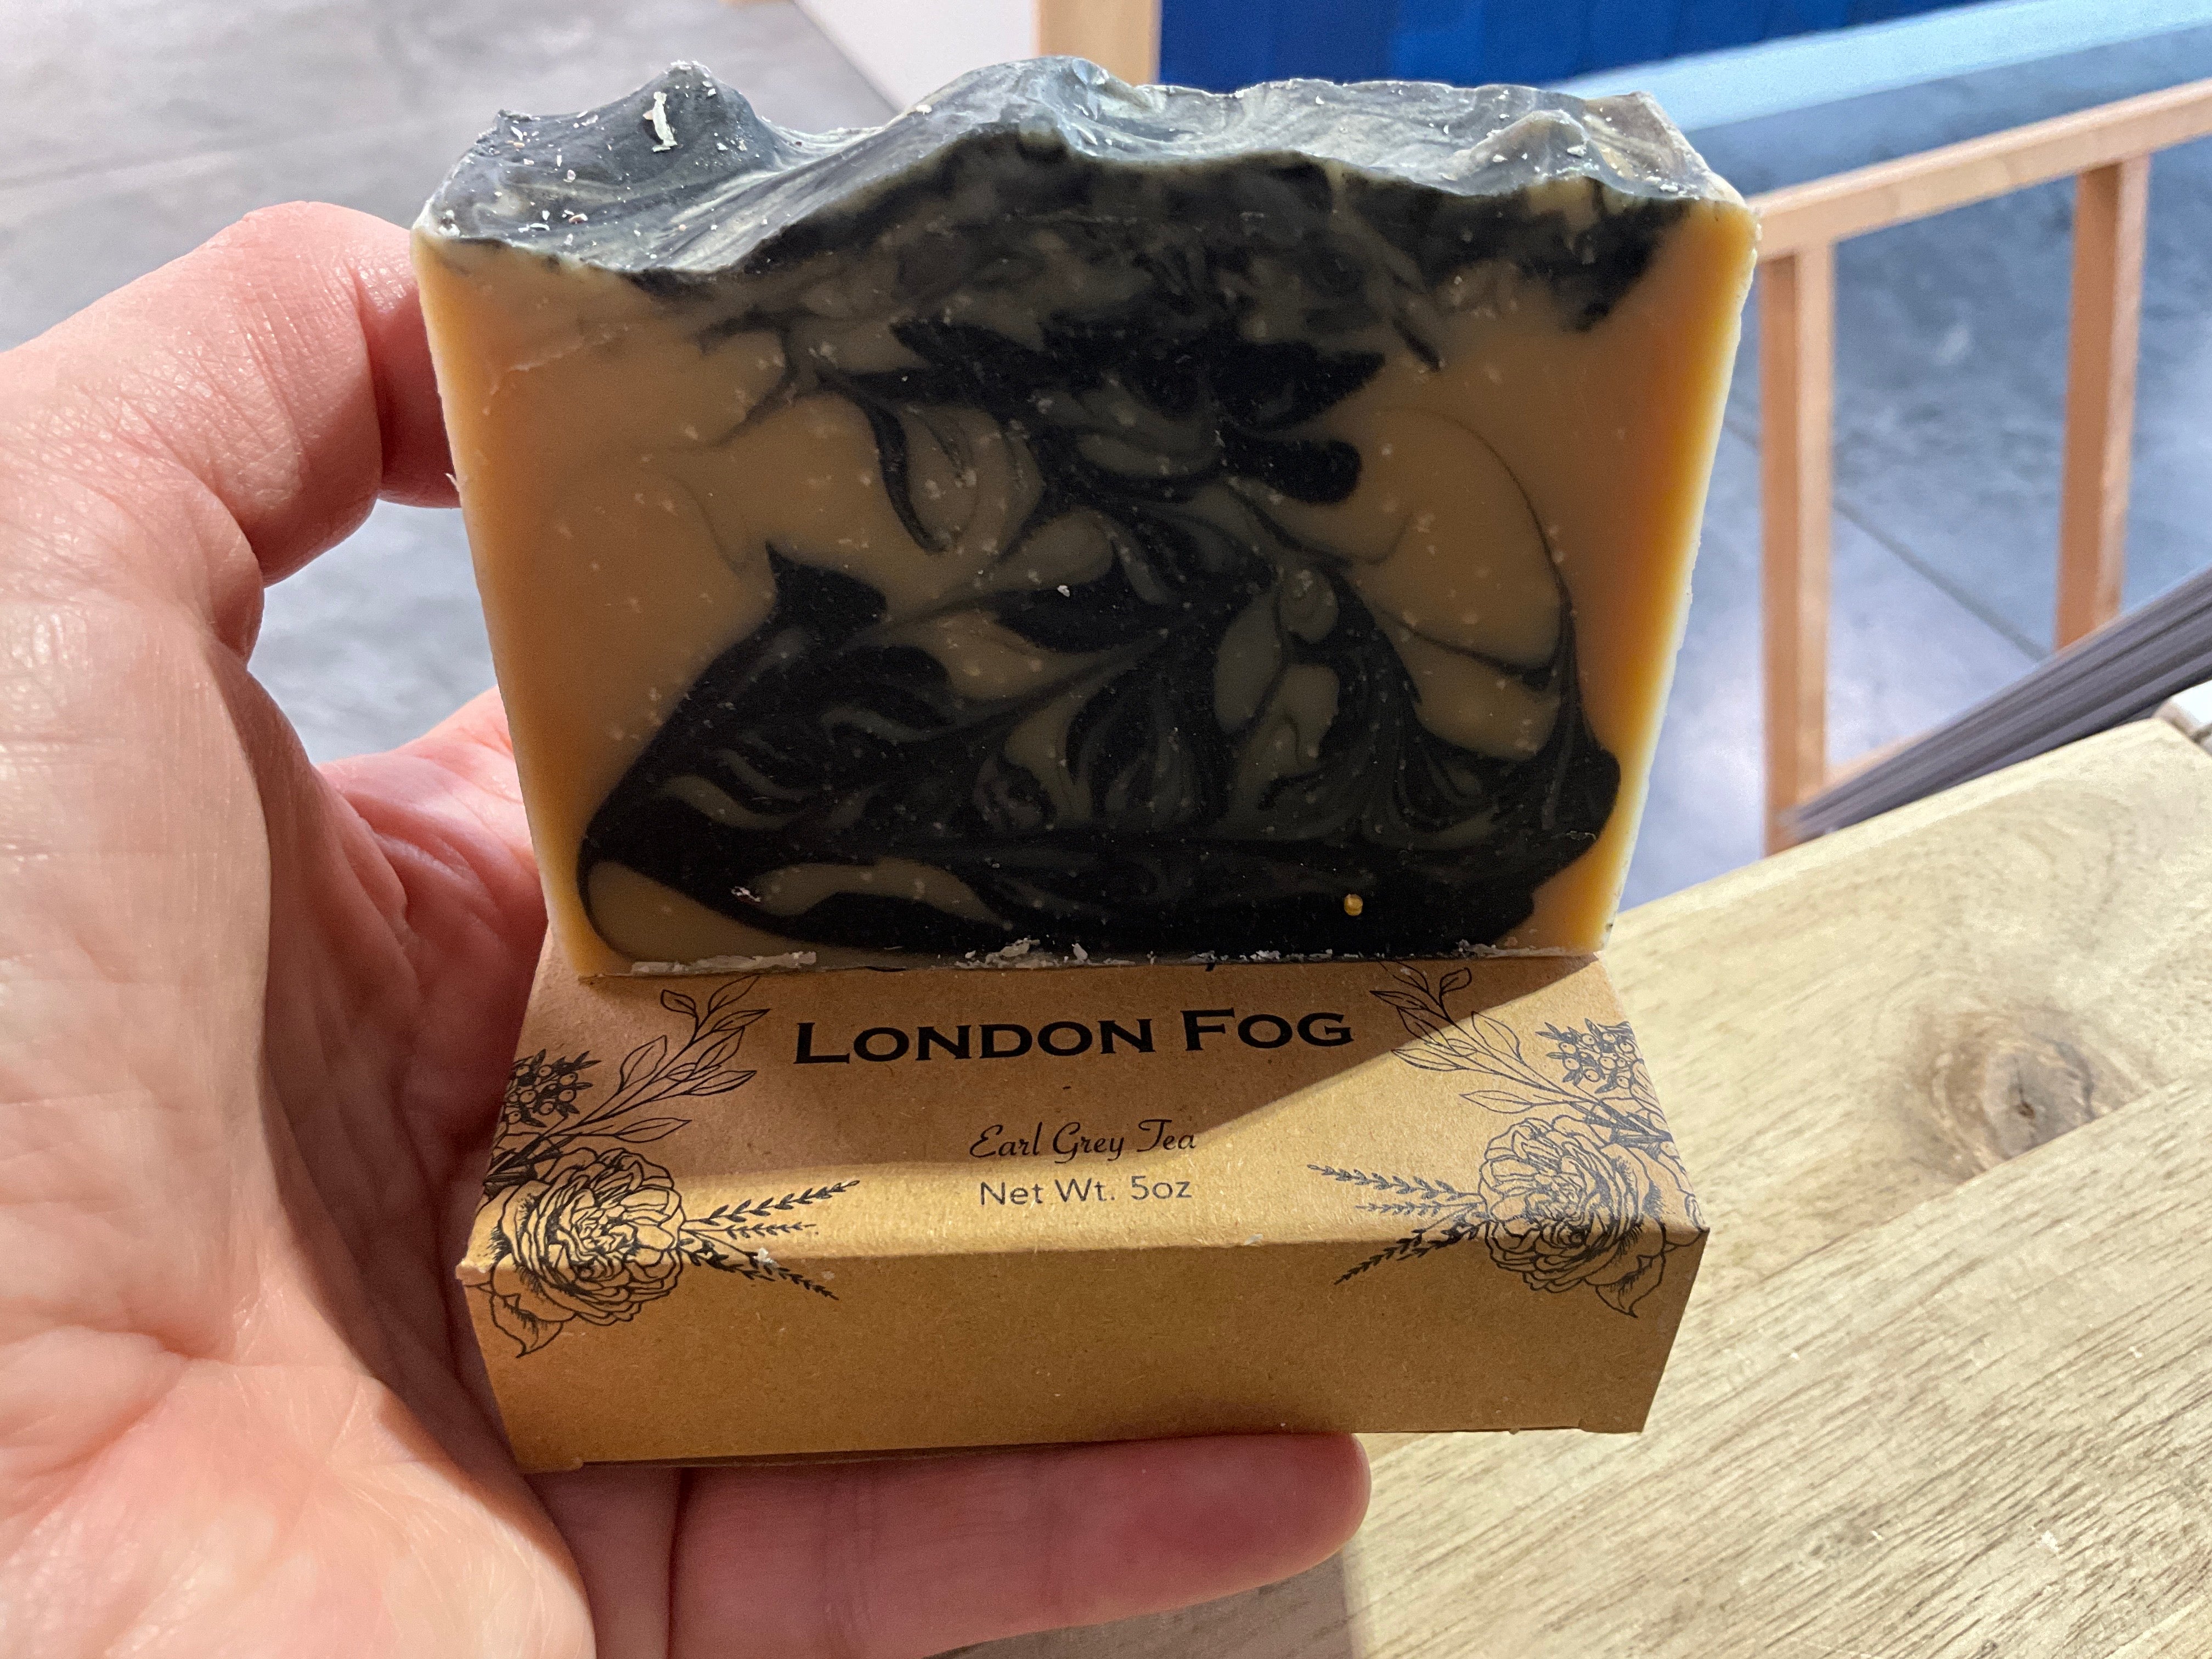 LONDON FOG
Earl Grey Tea
Net Wt. 5oz